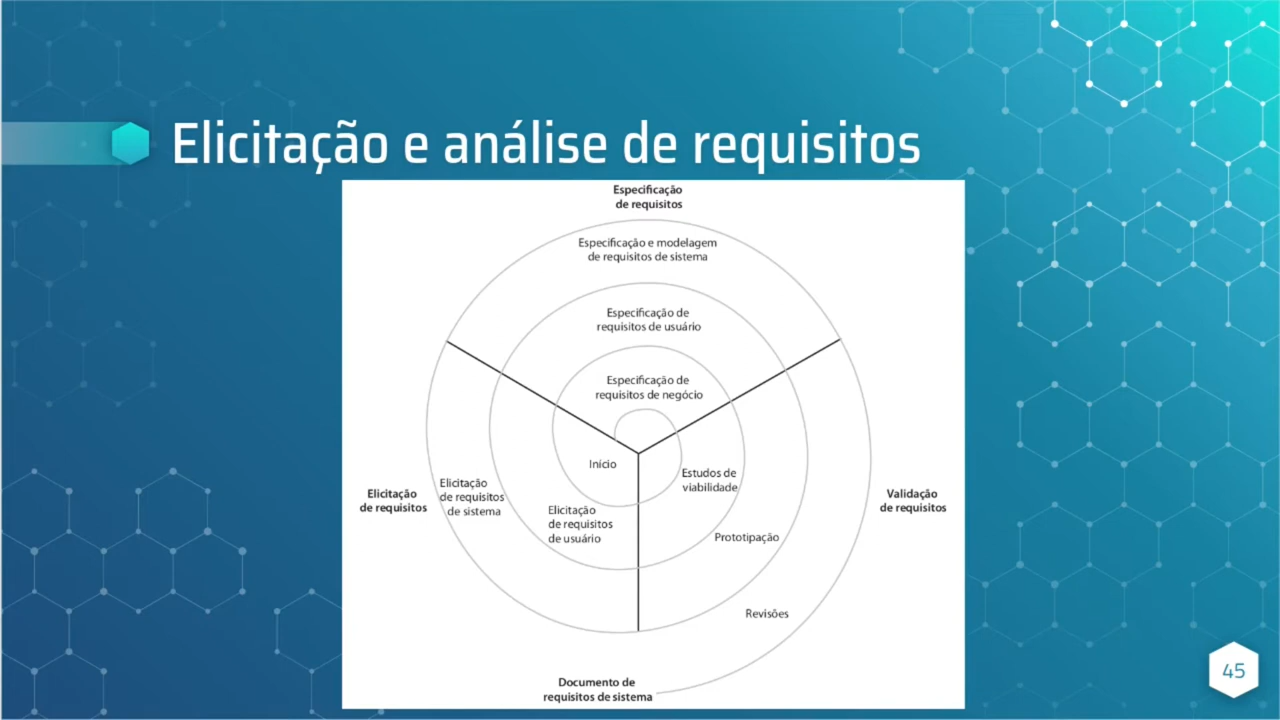 Elicitação e análise de requisitos
Especificação
de requisitos
Especificação e modelagem
de requisitos de sistema
Especificação de
requisitos de usuário
Especificação de
requisitos de negócio
Início
Estudos de
viabilidade
Elicitação
de requisitos
Elicitação
de requisitos
de sistema
Elicitação
de requisitos
de usuário
Validação
de requisitos
Prototipação
Revisões
Documento de
requisitos de sistema
45